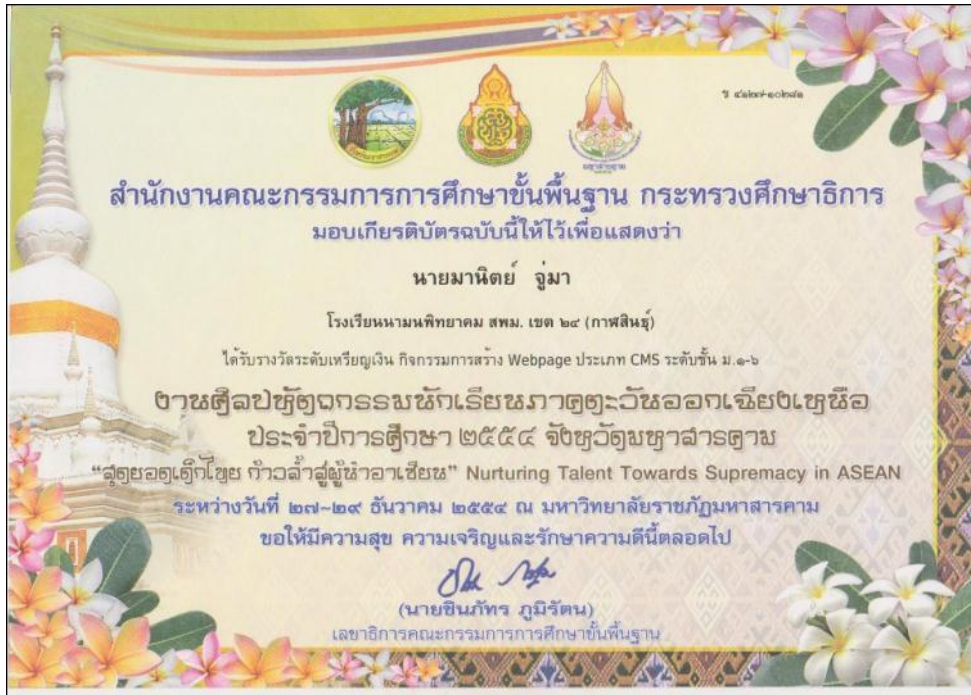 สำนักงานคณะกรรมการการศึกษาขั้นพื้นฐาน กระทรวงศึกษาธิการ
มอบเกียรติบัตรฉบับนี้ให้ไว้เพื่อแสดงว่า
นายมานิตย์ จู่มา
โรงเรียนนามนพิทยาคม สพม. เขต ๒๔ (กาฬสินธุ์)
ได้รับรางวัลระดับเหรียญเงิน กิจกรรมการสร้าง Webpage ประเภท CMS ระดับชั้น ม.๑-๖
งานศิลปหัตถกรรมนักเรียนภาคตะวันออกเฉียงเหนือ
ประจำปีการศึกษา ๒๕๕๔ จังหวัดมหาสารคาม
“สุดยอดเด็กไทย ก้าวล้ำสู่ผู้นำอาเซียน” Nurturing Talent Towards Supremacy in ASEAN
ระหว่างวันที่ ๒๗-๒๙ ธันวาคม ๒๕๕๔ ณ มหาวิทยาลัยราชภัฏมหาสารคาม
ขอให้มีความสุข ความเจริญและรักษาความดีนี้ตลอดไป
(นายชินภัทร ภูมิรัตน)
เลขาธิการคณะกรรมการการศึกษาขั้นพื้นฐาน